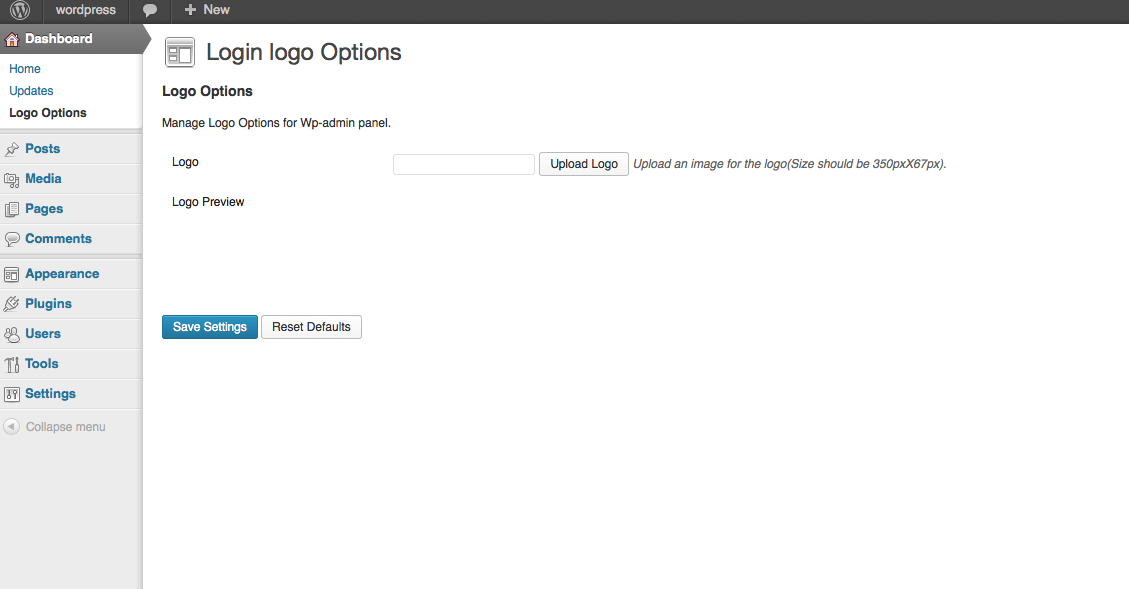 wordpress
New
Dashboard
Home
Updates
Logo Options
Posts
Media
Pages
Comments
Appearance
Plugins
Users
Tools
Settings
Collapse menu
Login logo Options
Logo Options
Manage Logo Options for Wp-admin panel.
Logo
Upload Logo Upload an image for the logo(Size should be 350pxX67px).
Logo Preview
Save Settings Reset Defaults